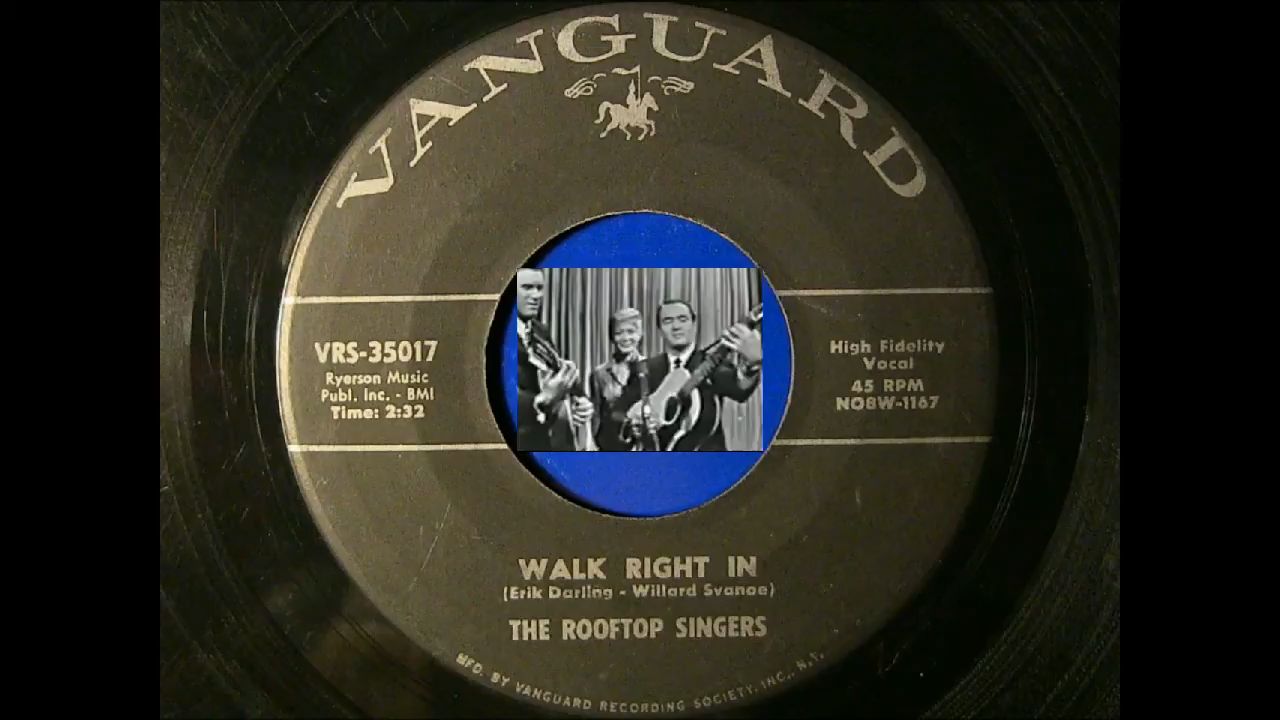 VANGUARD
VRS-35017
Ryerson Music
Publ. Inc. - BMI
Time: 2:32
High Fidelity
Vocal
45 RPM
NO8W-1167
WALK RIGHT IN
(Erik Darling - Willard Svanoe)
THE ROOFTOP SINGERS
MFD. BY VANGUARD RECORDING SOCIETY, INC., N.Y.